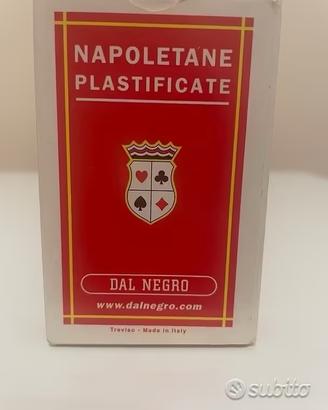 NAPOLETANE
PLASTIFICATE
DAL NEGRO
www.dalnegro.com
Treviso - Made in Italy
subito